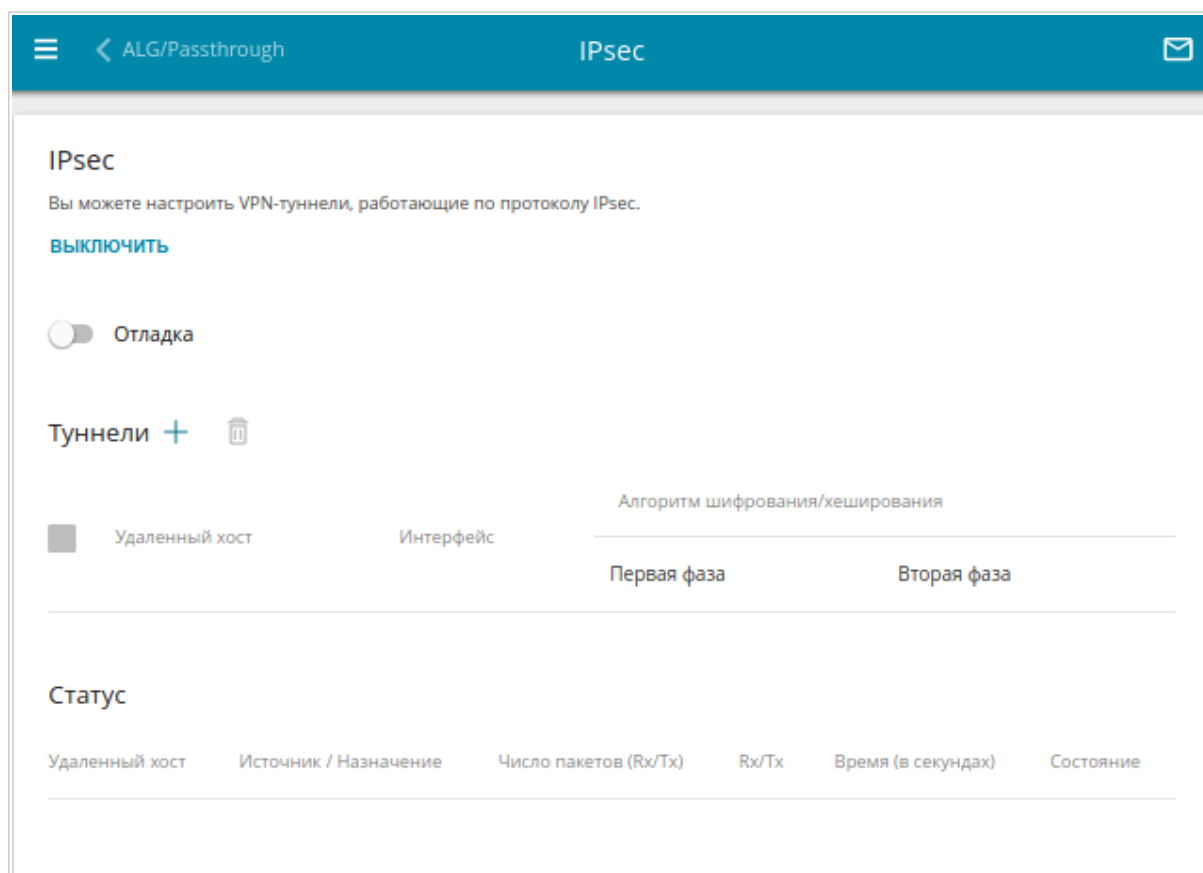 ALG/Passthrough
IPsec
IPsec
Вы можете настроить VPN-туннели, работающие по протоколу IPsec.
ВЫКЛЮЧИТЬ
Отладка
Туннели
Алгоритм шифрования/хеширования
Удаленный хост Интерфейс
Первая фаза Вторая фаза
Статус
Удаленный хост Источник / Назначение Число пакетов (Rx/Tx) Rx/Tx Время (в секундах) Состояние